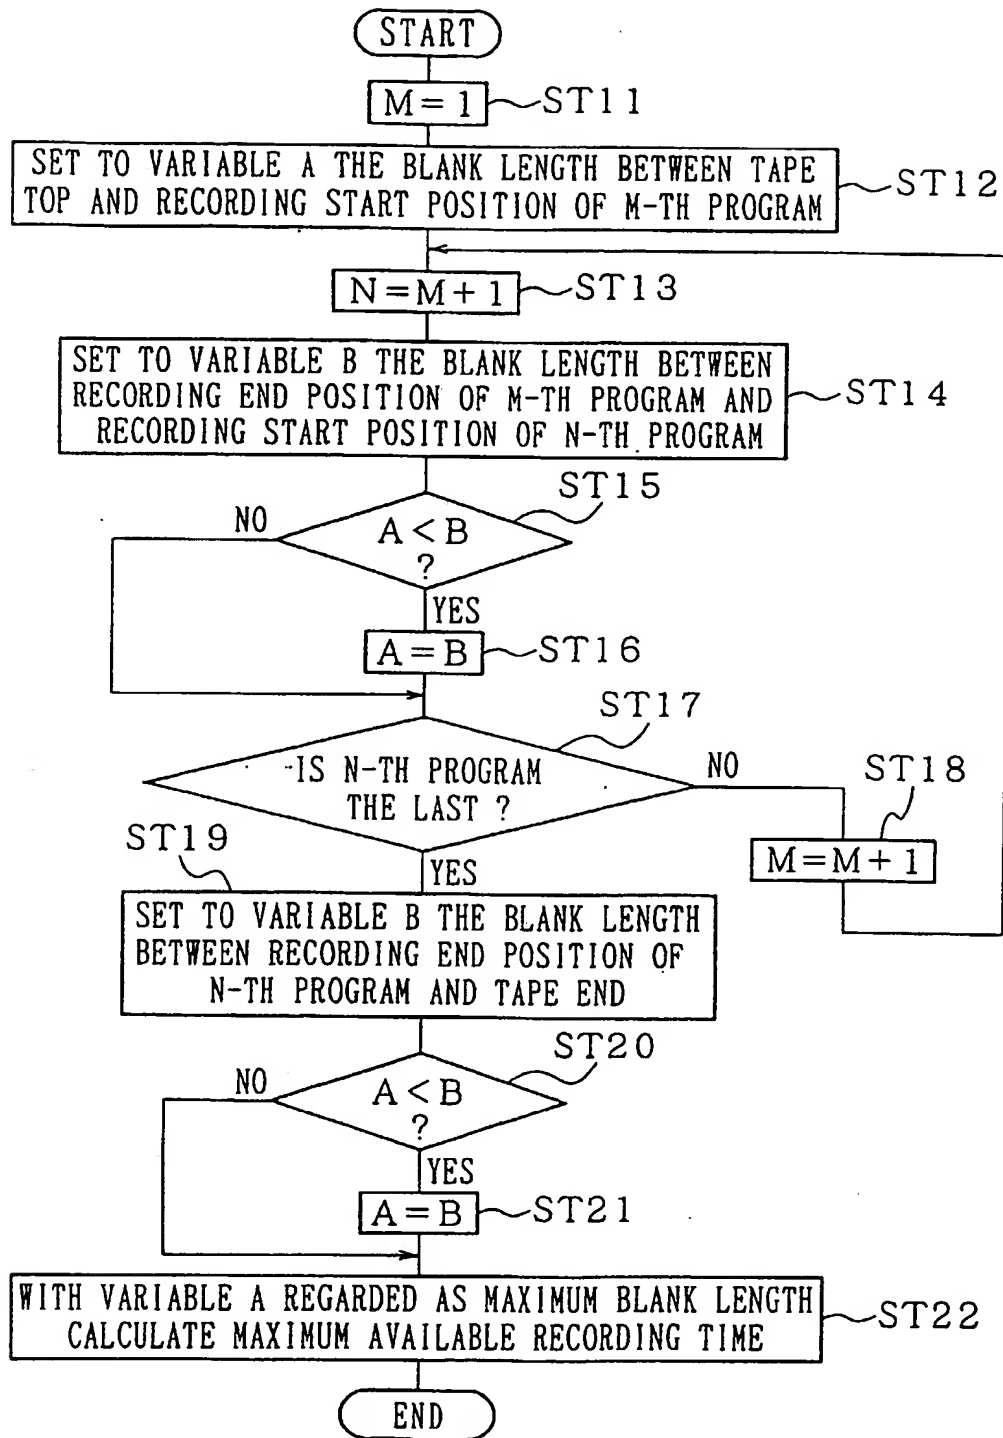 START
M = 1
ST11
SET TO VARIABLE A THE BLANK LENGTH BETWEEN TAPE
TOP AND RECORDING START POSITION OF M-TH PROGRAM
ST12
N = M + 1
ST13
SET TO VARIABLE B THE BLANK LENGTH BETWEEN
RECORDING END POSITION OF M-TH PROGRAM AND
RECORDING START POSITION OF N-TH PROGRAM
ST14
ST15
NO
A < B
?
YES
A = B
ST16
ST17
IS N-TH PROGRAM
THE LAST ?
NO
ST18
M = M + 1
ST19
YES
SET TO VARIABLE B THE BLANK LENGTH
BETWEEN RECORDING END POSITION OF
N-TH PROGRAM AND TAPE END
ST20
NO
A < B
?
YES
A = B
ST21
WITH VARIABLE A REGARDED AS MAXIMUM BLANK LENGTH
CALCULATE MAXIMUM AVAILABLE RECORDING TIME
ST22
END